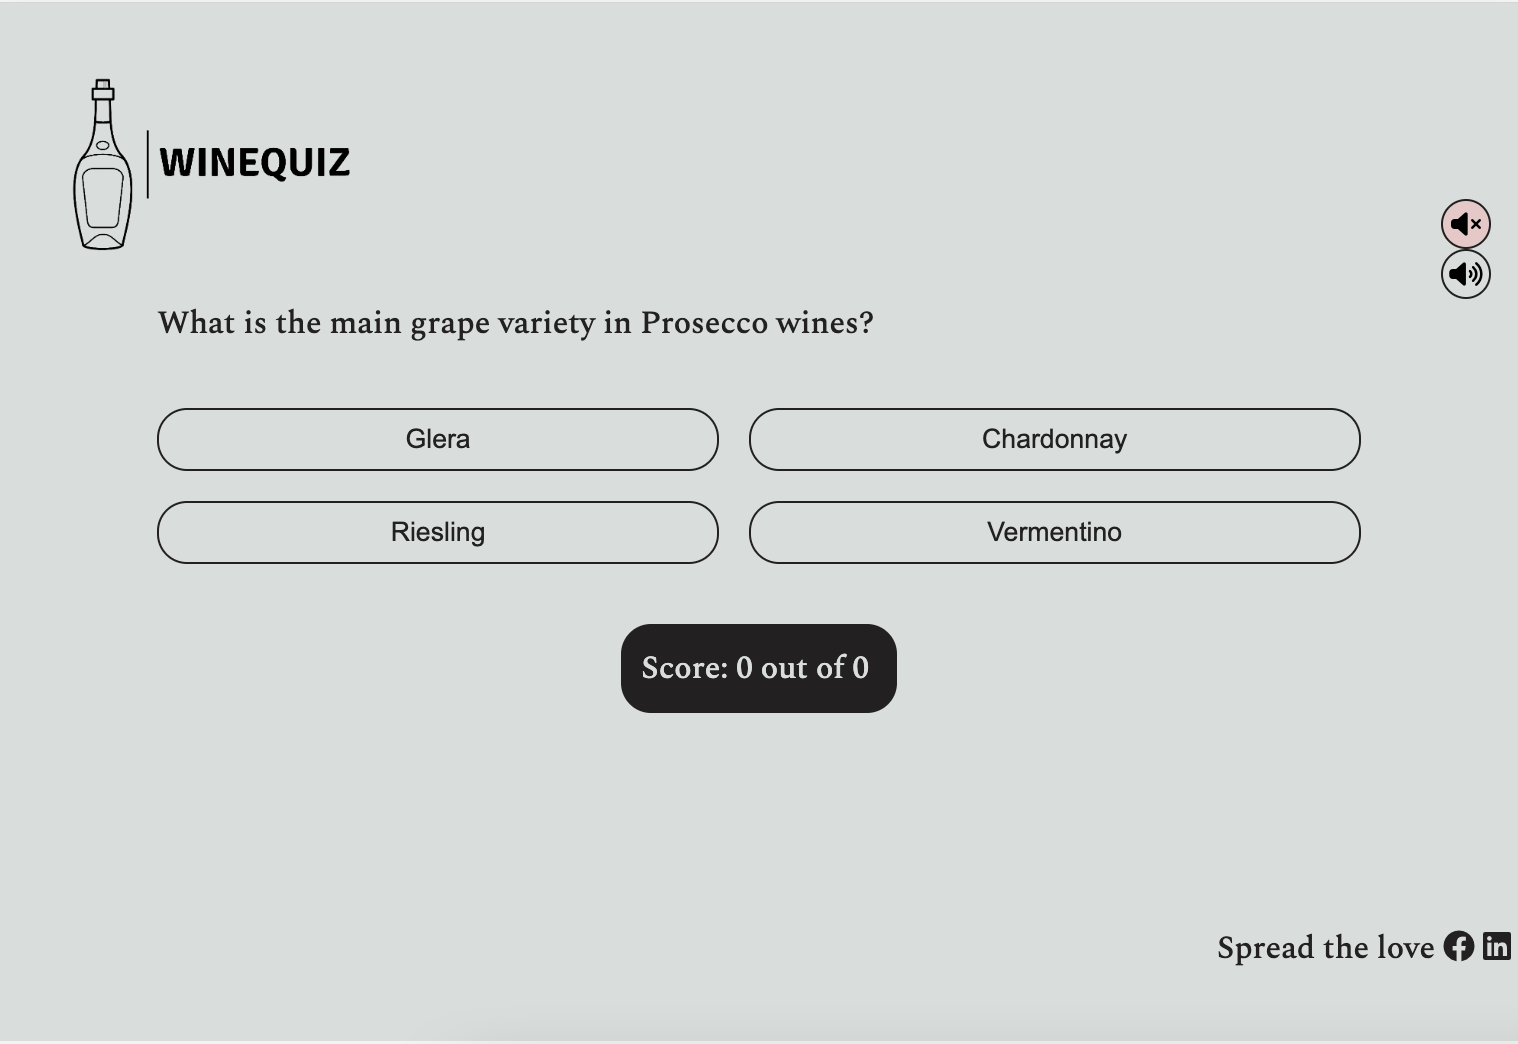 WINEQUIZ
What is the main grape variety in Prosecco wines?
Glera
Chardonnay
Riesling
Vermentino
Score: 0 out of 0
Spread the love